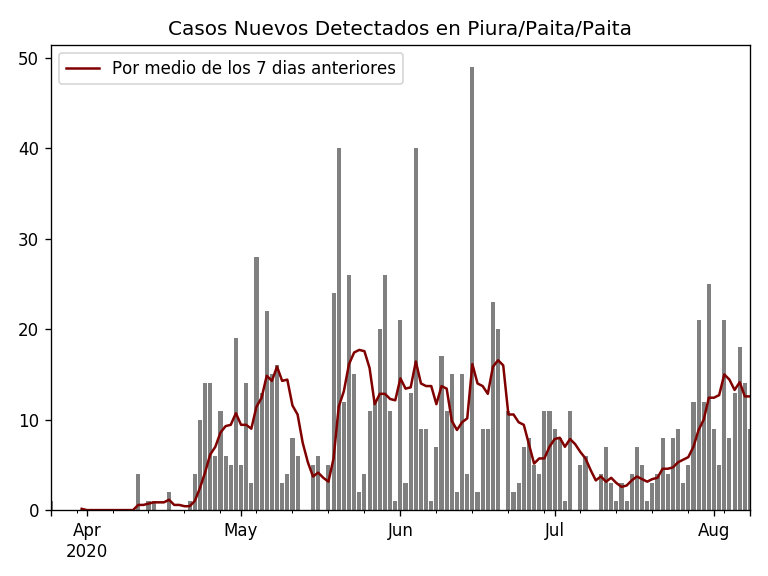 Casos Nuevos Detectados en Piura/Paita/Paita
Por medio de los 7 dias anteriores
50
40
30
20
10
0
Apr May Jun Jul Aug
2020